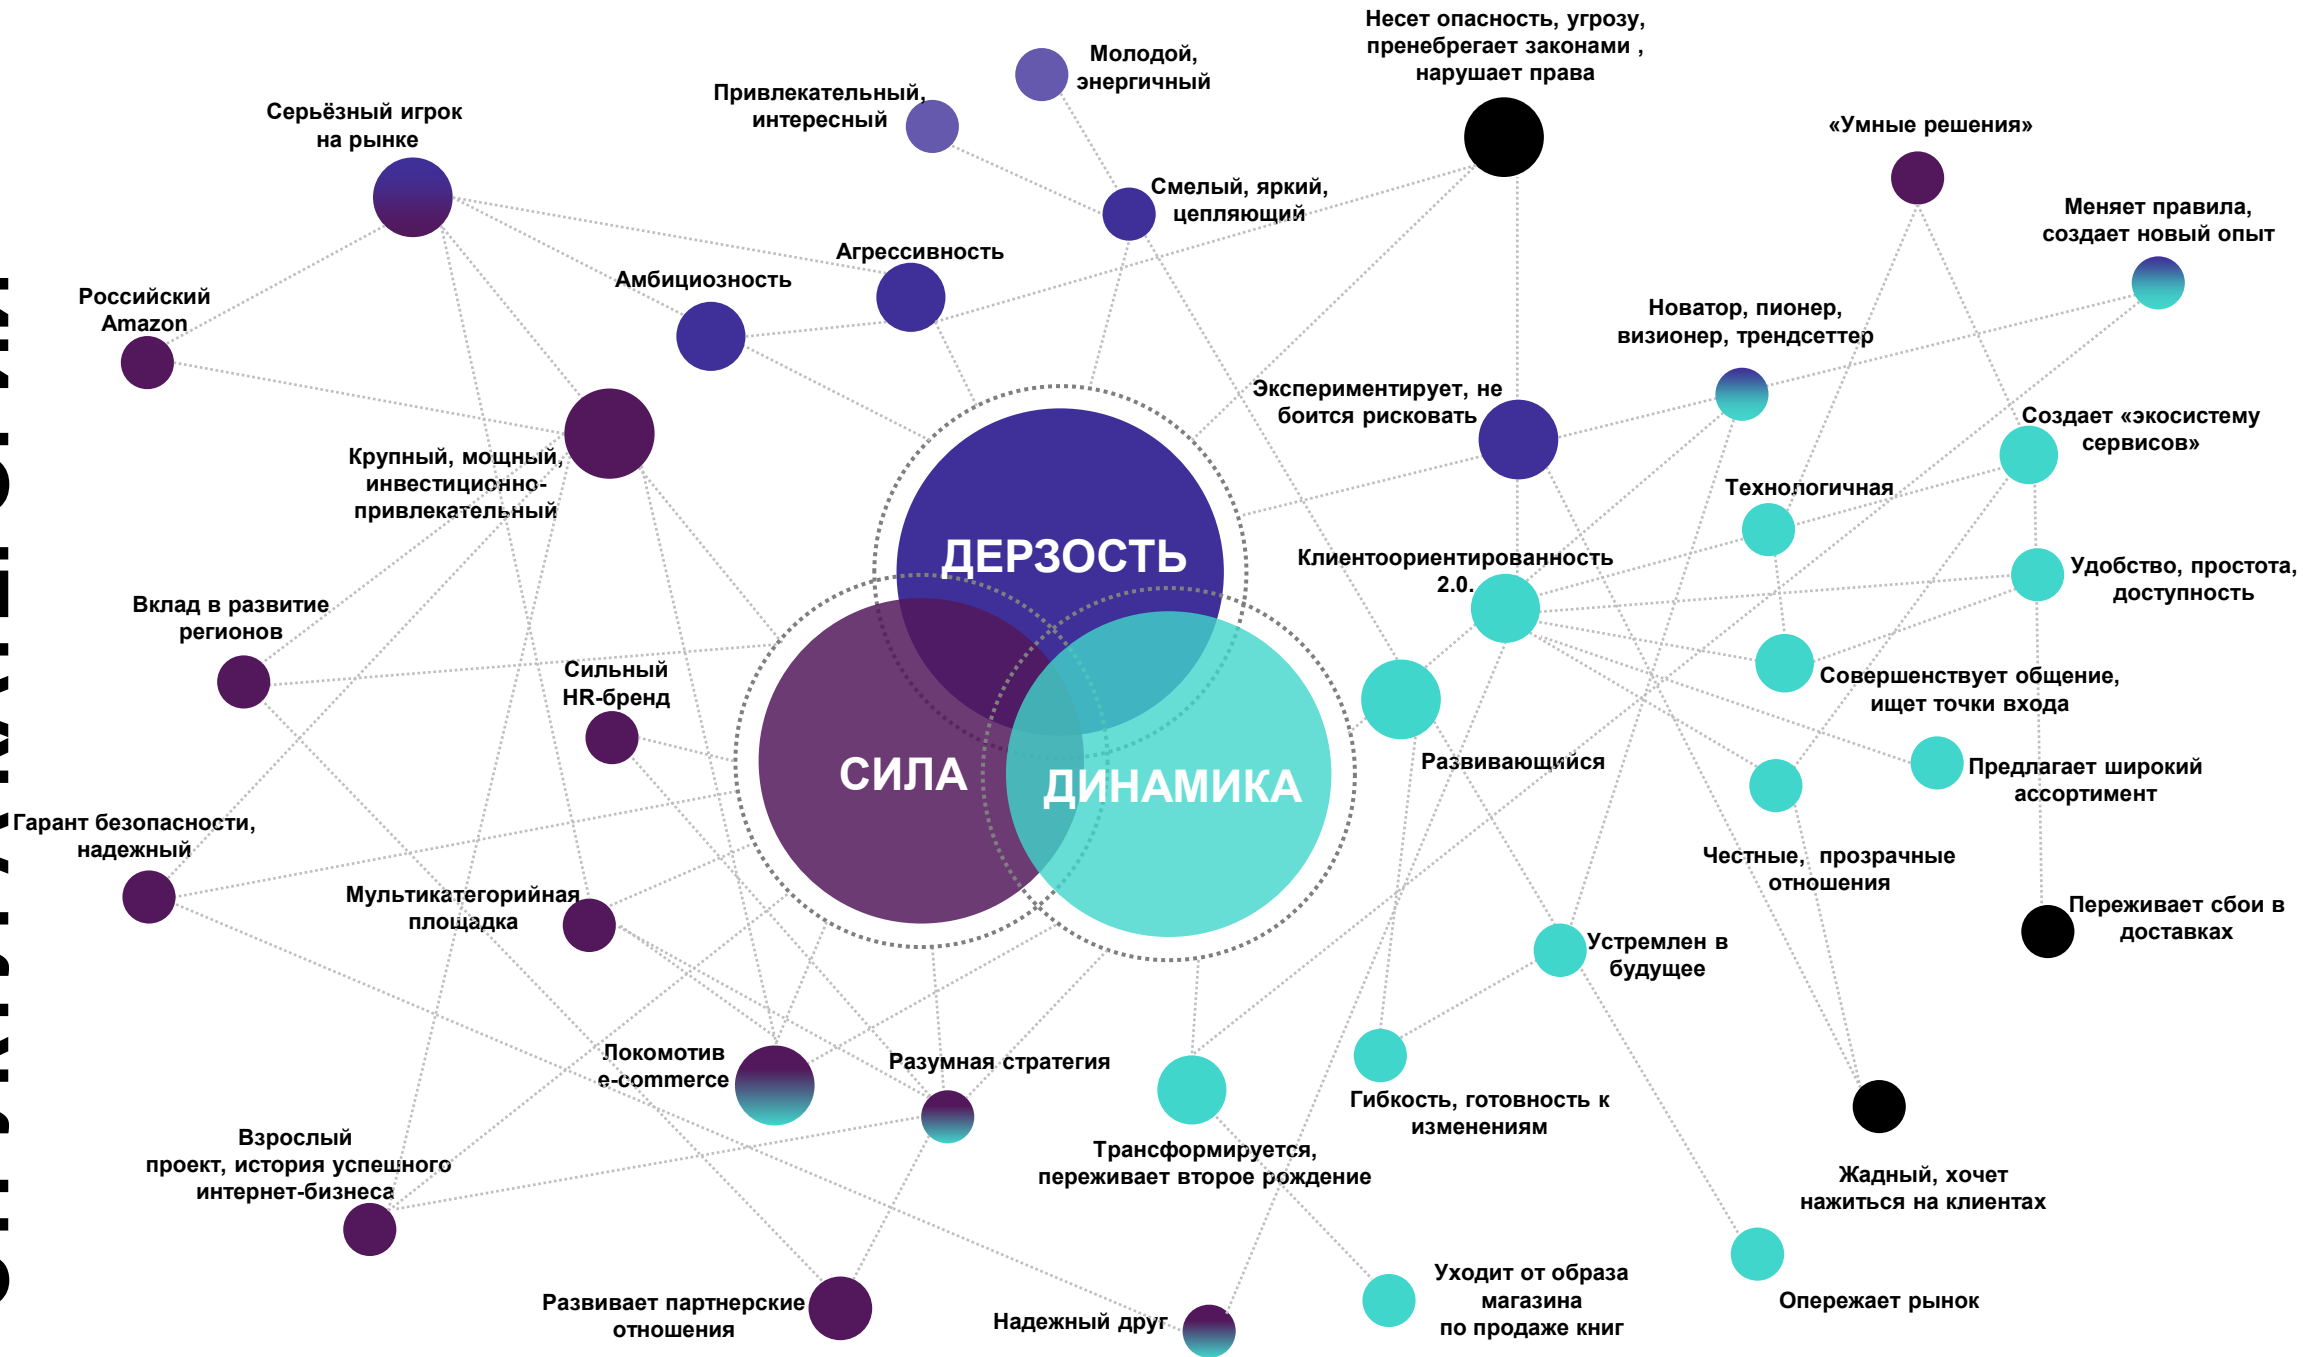 Несет опасность, угрозу,
пренебрегает законами ,
нарушает права
Молодой,
энергичный
Привлекательный,
интересный
Серьёзный игрок
на рынке
«Умные решения»
Смелый, яркий,
цепляющий
Меняет правила,
создает новый опыт
Агрессивность
Амбициозность
Российский
Amazon
Новатор, пионер,
визионер, трендсеттер
Экспериментирует, не
боится рисковать
Создает «экосистему
сервисов»
Крупный, мощный,
инвестиционно-
привлекательный
Технологичная
ДЕРЗОСТЬ
Клиентоориентированность
2.0.
Удобство, простота,
доступность
Вклад в развитие
регионов
Сильный
HR-бренд
Совершенствует общение,
ищет точки входа
СИЛА
ДИНАМИКА
Развивающийся
Предлагает широкий
ассортимент
Гарант безопасности,
надежный
Честные, прозрачные
отношения
Мультикатегорийная
площадка
Переживает сбои в
доставках
Устремлен в
будущее
Локомотив
e-commerce
Разумная стратегия
Гибкость, готовность к
изменениям
Взрослый
проект, история успешного
интернет-бизнеса
Трансформируется,
переживает второе рождение
Жадный, хочет
нажиться на клиентах
Развивает партнерские
отношения
Надежный друг
Уходит от образа
магазина
по продаже книг
Опережает рынок